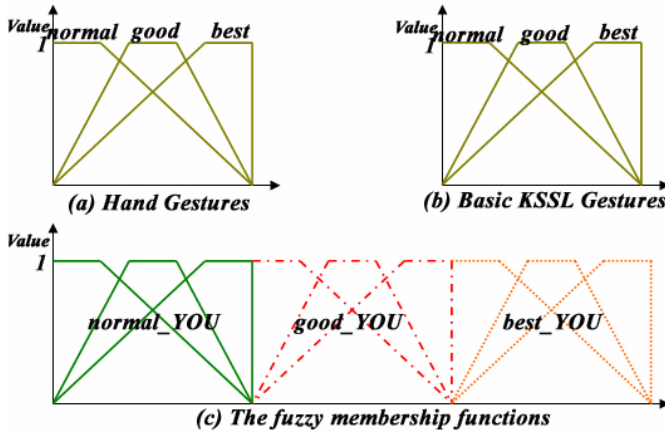 Value
1
normal good best
(a) Hand Gestures
Value
1
normal good best
(b) Basic KSSL Gestures
Value
1
normal_YOU good_YOU best_YOU
(c) The fuzzy membership functions